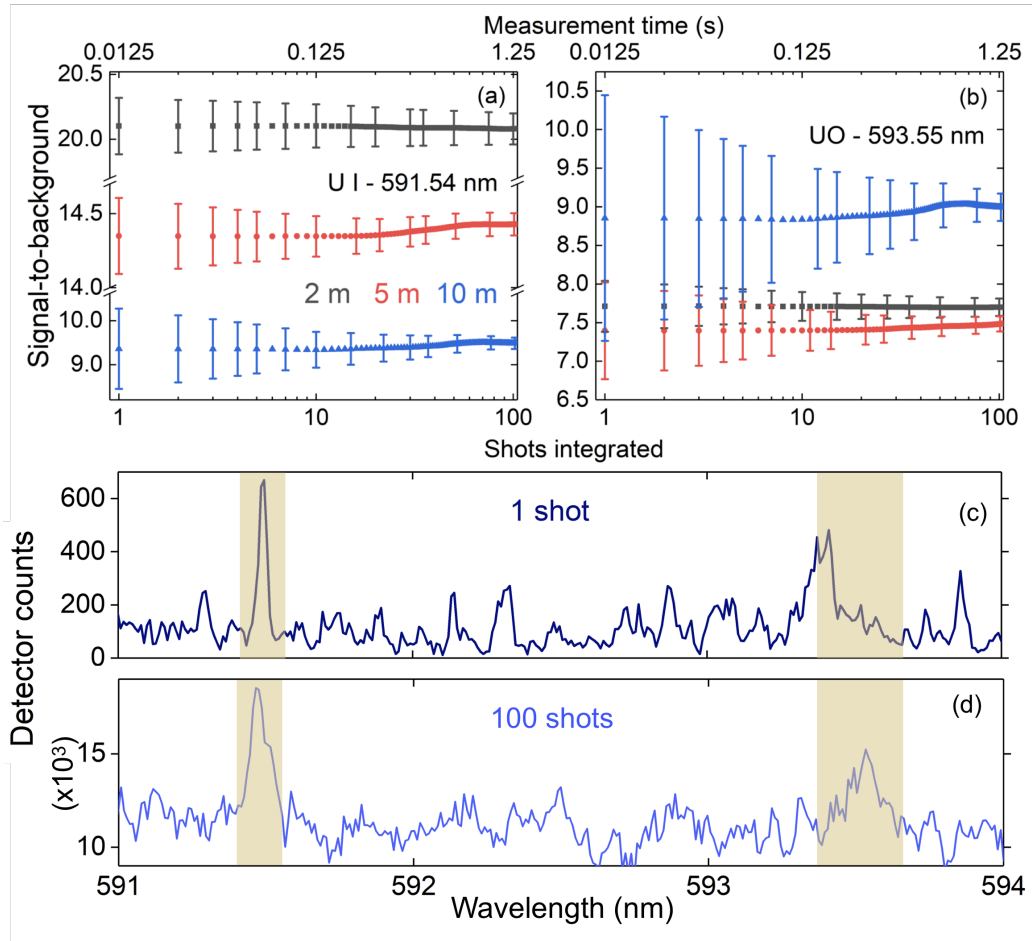 Measurement time (s)
0.0125 0.125 1.25 0.0125 0.125 1.25
Signal-to-background
20.5
20.0
14.5
14.0
10.0
9.0
(a)
U I - 591.54 nm
2 m 5 m 10 m
1 10 100
10.5
10.0
9.5
9.0
8.5
8.0
7.5
7.0
6.5
(b)
UO - 593.55 nm
1 10 100
Shots integrated
Detector counts
600
400
200
0
1 shot
(c)
(x10³)
15
10
100 shots
(d)
591 592 593 594
Wavelength (nm)